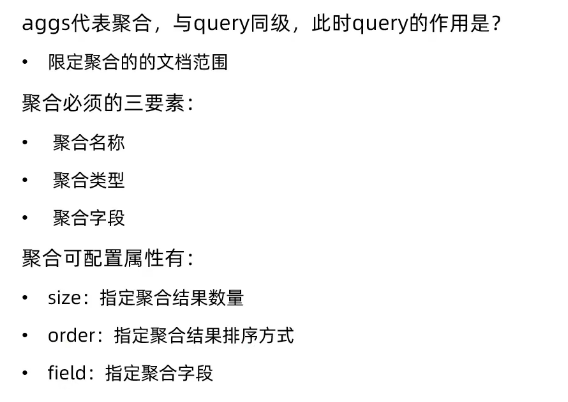 aggs代表聚合，与query同级，此时query的作用是？
• 限定聚合的的文档范围
聚合必须的三要素：
• 聚合名称
• 聚合类型
• 聚合字段
聚合可配置属性有：
• size：指定聚合结果数量
• order：指定聚合结果排序方式
• field：指定聚合字段